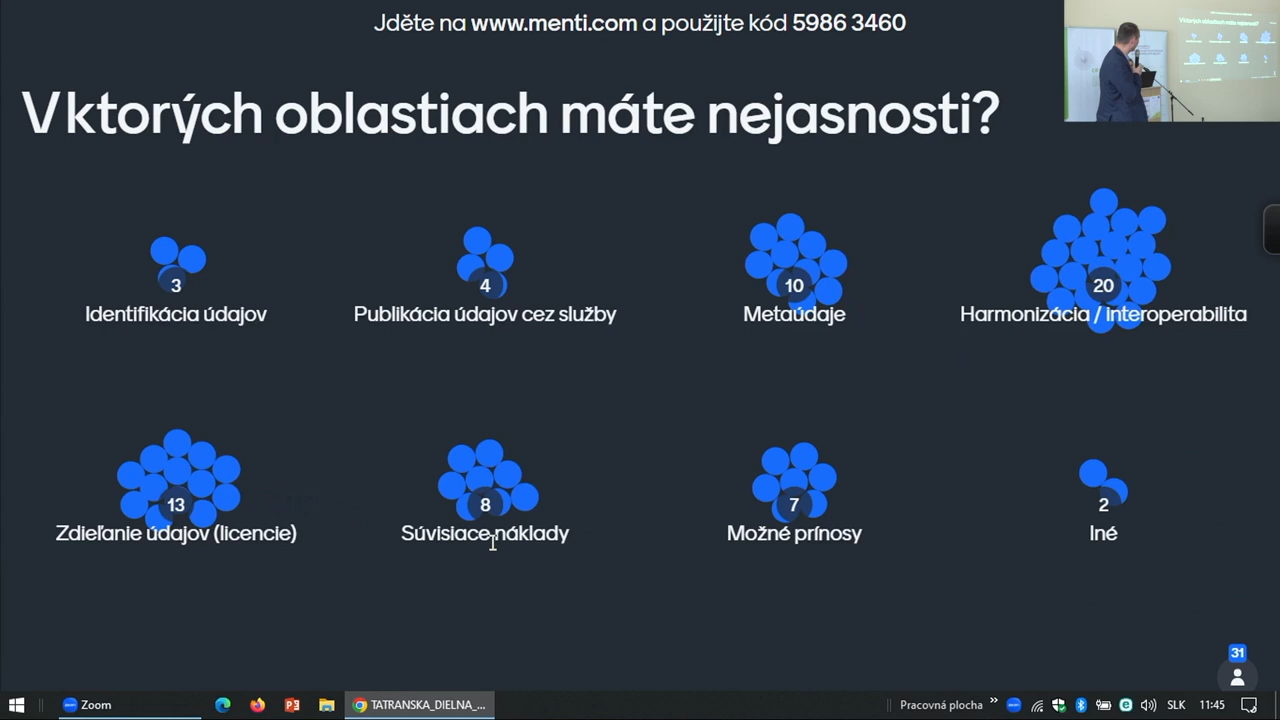 Jděte na www.menti.com a použijte kód 5986 3460
V ktorých oblastiach máte nejasnosti?
3
Identifikácia údajov
4
Publikácia údajov cez služby
10
Metaúdaje
20
Harmonizácia / interoperabilita
13
Zdieľanie údajov (licencie)
8
Súvisiace náklady
7
Možné prínosy
2
Iné
31
Zoom
TATRANSKA_DIELNA_...
Pracovná plocha
SLK
11:45